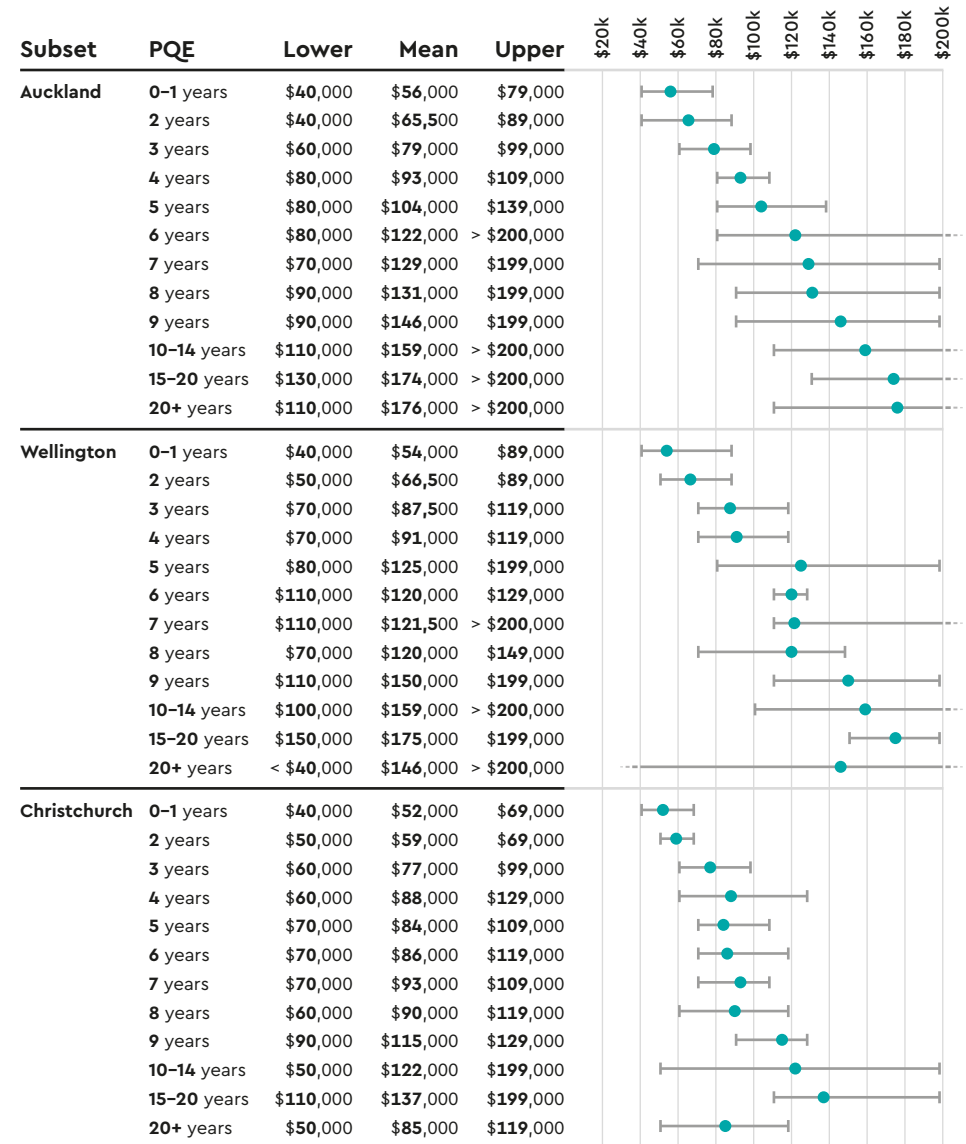 $20k $40k $60k $80k $100k $120k $140k $160k $180k $200k
Subset PQE Lower Mean Upper
Auckland 0–1 years $40,000 $56,000 $79,000
2 years $40,000 $65,500 $89,000
3 years $60,000 $79,000 $99,000
4 years $80,000 $93,000 $109,000
5 years $80,000 $104,000 $139,000
6 years $80,000 $122,000 > $200,000
7 years $70,000 $129,000 $199,000
8 years $90,000 $131,000 $199,000
9 years $90,000 $146,000 $199,000
10–14 years $110,000 $159,000 > $200,000
15–20 years $130,000 $174,000 > $200,000
20+ years $110,000 $176,000 > $200,000
Wellington 0–1 years $40,000 $54,000 $89,000
2 years $50,000 $66,500 $89,000
3 years $70,000 $87,500 $119,000
4 years $70,000 $91,000 $119,000
5 years $80,000 $125,000 $199,000
6 years $110,000 $120,000 $129,000
7 years $110,000 $121,500 > $200,000
8 years $70,000 $120,000 $149,000
9 years $110,000 $150,000 $199,000
10–14 years $100,000 $159,000 > $200,000
15–20 years $150,000 $175,000 $199,000
20+ years < $40,000 $146,000 > $200,000
Christchurch 0–1 years $40,000 $52,000 $69,000
2 years $50,000 $59,000 $69,000
3 years $60,000 $77,000 $99,000
4 years $60,000 $88,000 $129,000
5 years $70,000 $84,000 $109,000
6 years $70,000 $86,000 $119,000
7 years $70,000 $93,000 $109,000
8 years $60,000 $90,000 $119,000
9 years $90,000 $115,000 $129,000
10–14 years $50,000 $122,000 $199,000
15–20 years $110,000 $137,000 $199,000
20+ years $50,000 $85,000 $119,000